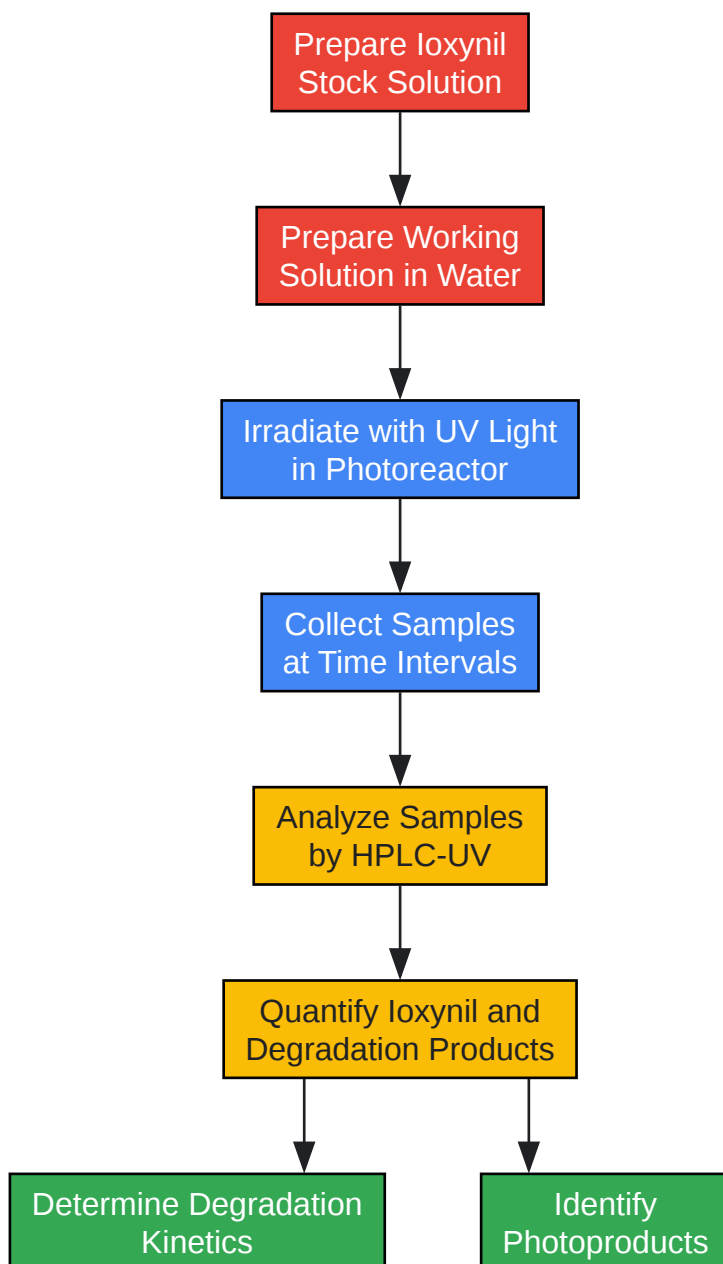 Prepare Ioxynil
Stock Solution
Prepare Working
Solution in Water
Irradiate with UV Light
in Photoreactor
Collect Samples
at Time Intervals
Analyze Samples
by HPLC-UV
Quantify Ioxynil and
Degradation Products
Determine Degradation
Kinetics
Identify
Photoproducts